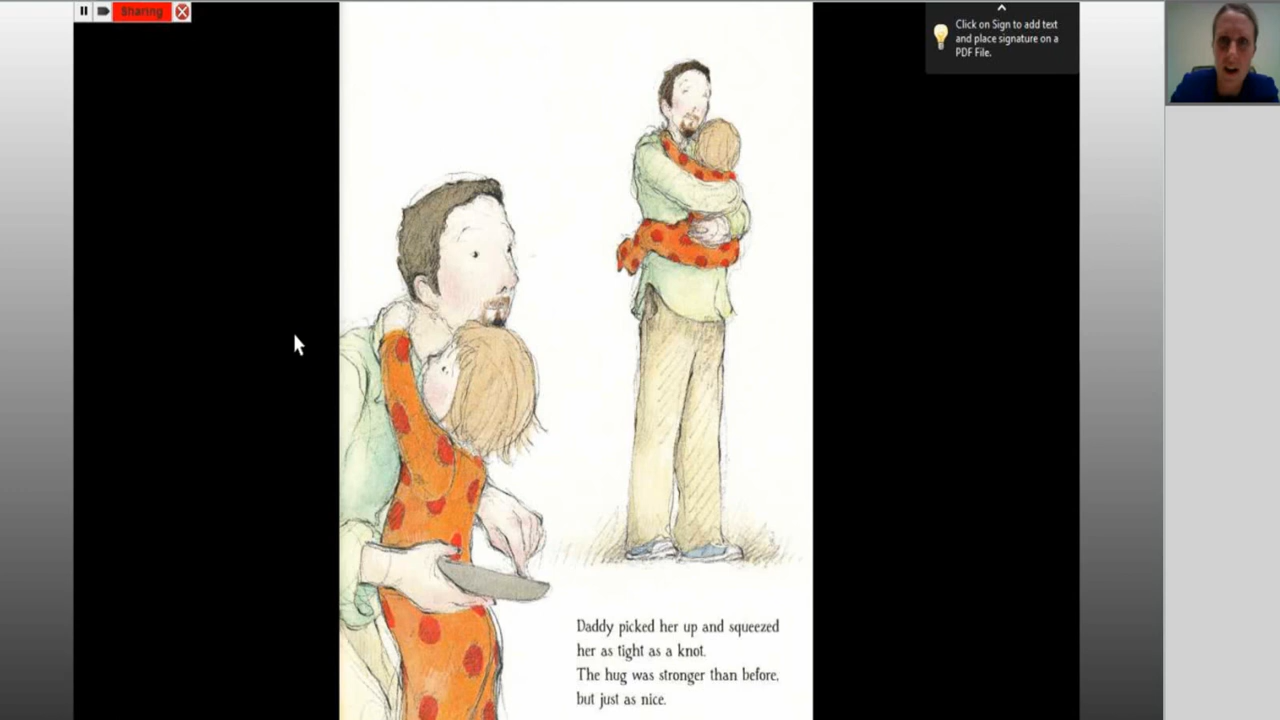 Sharing
Click on Sign to add text
and place signature on a
PDF File.
Daddy picked her up and squeezed
her as tight as a knot.
The hug was stronger than before,
but just as nice.